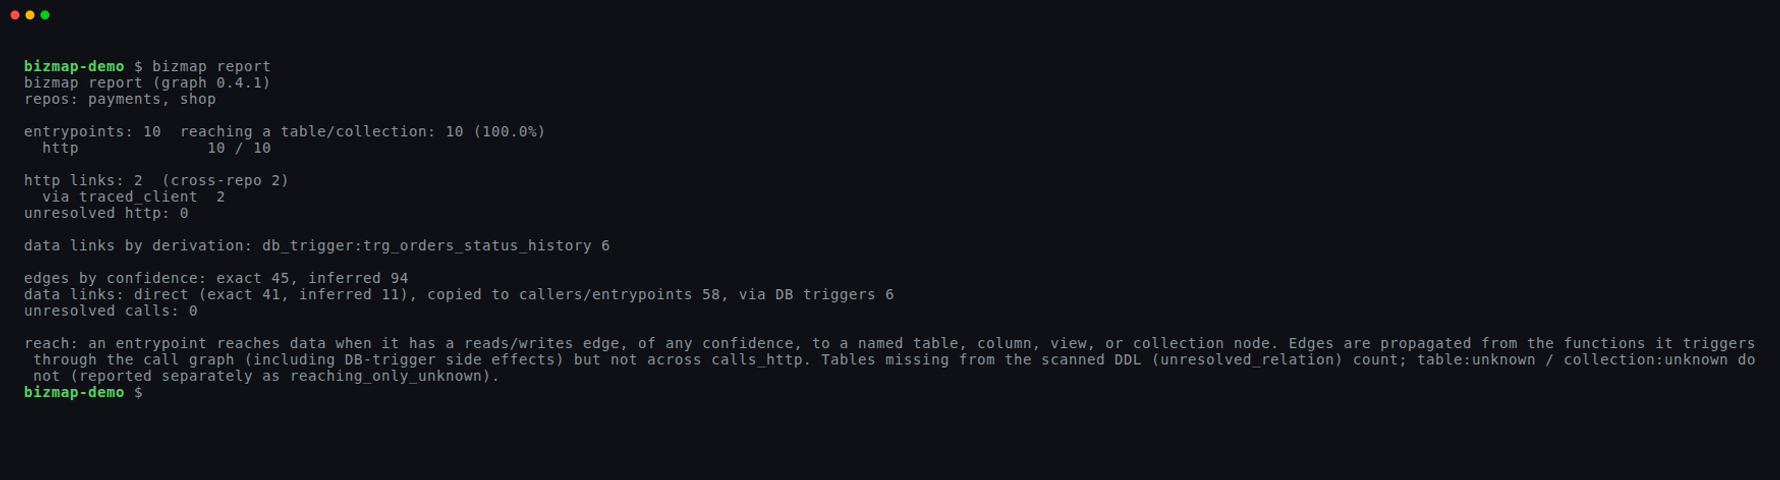 bizmap-demo $ bizmap report
bizmap report (graph 0.4.1)
repos: payments, shop
entrypoints: 10  reaching a table/collection: 10 (100.0%)
  http              10 / 10
http links: 2  (cross-repo 2)
  via traced_client  2
unresolved http: 0
data links by derivation: db_trigger:trg_orders_status_history 6
edges by confidence: exact 45, inferred 94
data links: direct (exact 41, inferred 11), copied to callers/entrypoints 58, via DB triggers 6
unresolved calls: 0
reach: an entrypoint reaches data when it has a reads/writes edge, of any confidence, to a named table, column, view, or collection node. Edges are propagated from the functions it triggers
 through the call graph (including DB-trigger side effects) but not across calls_http. Tables missing from the scanned DDL (unresolved_relation) count; table:unknown / collection:unknown do
 not (reported separately as reaching_only_unknown).
bizmap-demo $